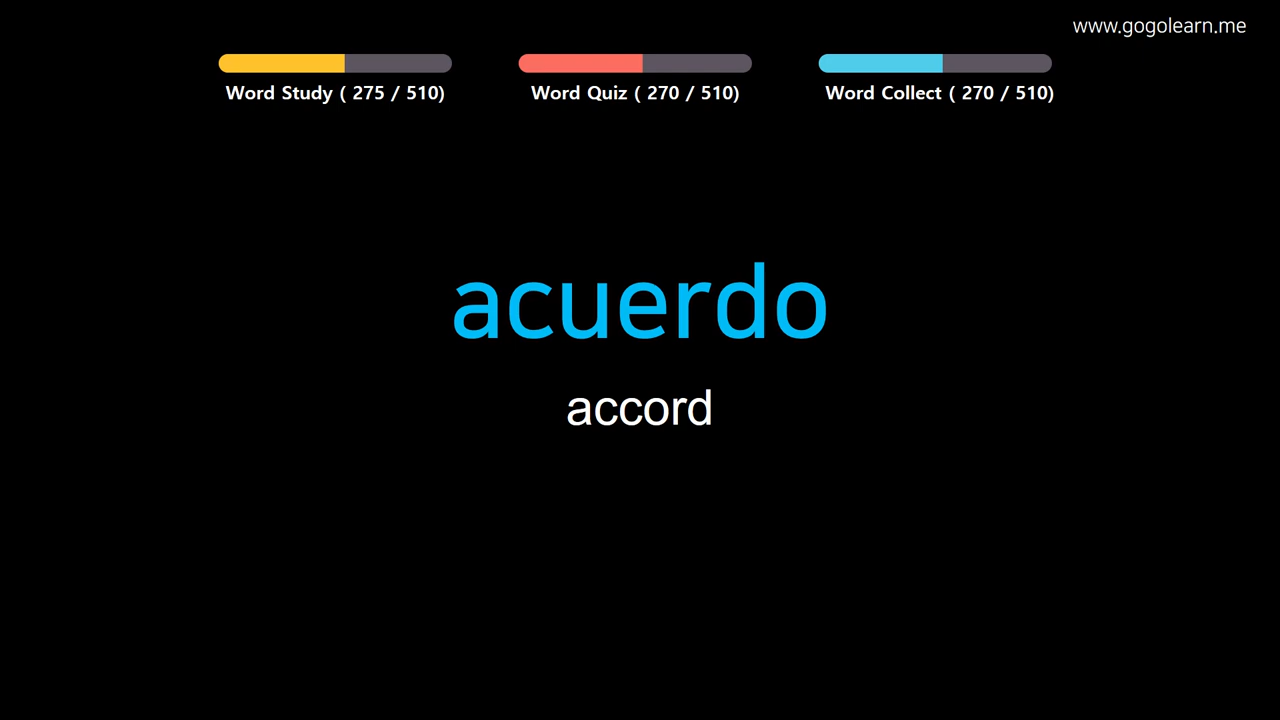 www.gogolearn.me
Word Study ( 275 / 510)
Word Quiz ( 270 / 510)
Word Collect ( 270 / 510)
acuerdo
accord